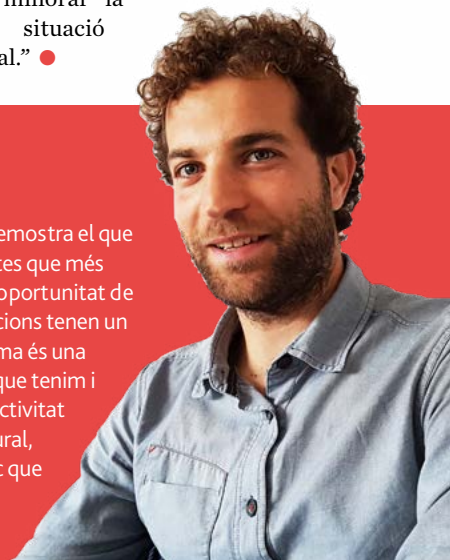 la
situació
al.”
emostra el que
tes que més
oportunitat de
cions tenen un
ma és una
que tenim i
ctivitat
ural,
c que